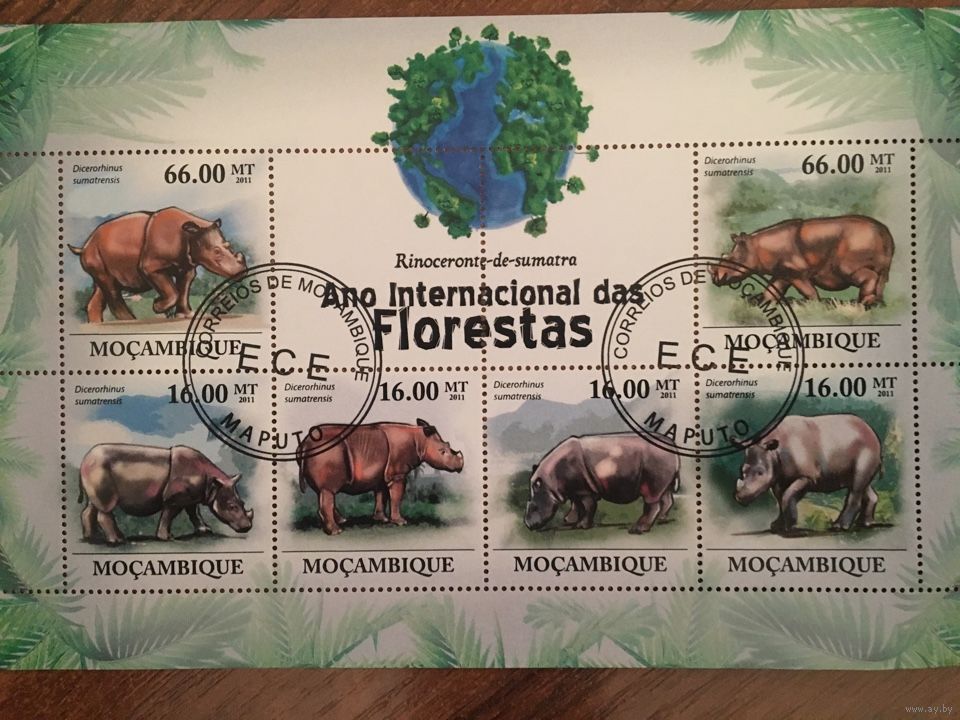 Dicerorhinus
sumatrensis
66.00 MT
2011
MOÇAMBIQUE
Rinoceronte-de-sumatra
Ano Internacional das
Florestas
Dicerorhinus
sumatrensis
66.00 MT
2011
MOÇAMBIQUE
CORREIOS DE MOÇAMBIQUE
ECE
MAPUTO
CORREIOS DE MOÇAMBIQUE
ECE
MAPUTO
Dicerorhinus
sumatrensis
16.00 MT
2011
MOÇAMBIQUE
Dicerorhinus
sumatrensis
16.00 MT
2011
MOÇAMBIQUE
Dicerorhinus
sumatrensis
16.00 MT
2011
MOÇAMBIQUE
Dicerorhinus
sumatrensis
16.00 MT
2011
MOÇAMBIQUE
www.ay.by